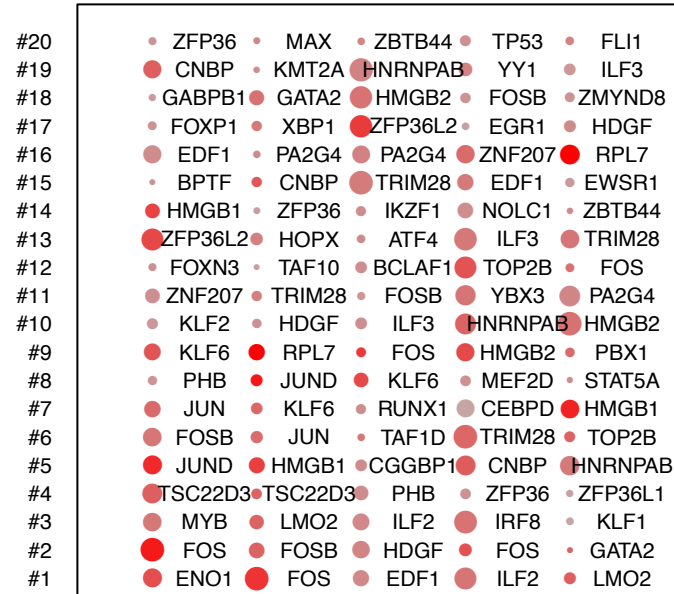 #20 ZFP36 MAX ZBTB44 TP53 FLI1
#19 CNBP KMT2A HNRNPAB YY1 ILF3
#18 GABPB1 GATA2 HMGB2 FOSB ZMYND8
#17 FOXP1 XBP1 ZFP36L2 EGR1 HDGF
#16 EDF1 PA2G4 PA2G4 ZNF207 RPL7
#15 BPTF CNBP TRIM28 EDF1 EWSR1
#14 HMGB1 ZFP36 IKZF1 NOLC1 ZBTB44
#13 ZFP36L2 HOPX ATF4 ILF3 TRIM28
#12 FOXN3 TAF10 BCLAF1 TOP2B FOS
#11 ZNF207 TRIM28 FOSB YBX3 PA2G4
#10 KLF2 HDGF ILF3 HNRNPAB HMGB2
#9 KLF6 RPL7 FOS HMGB2 PBX1
#8 PHB JUND KLF6 MEF2D STAT5A
#7 JUN KLF6 RUNX1 CEBPD HMGB1
#6 FOSB JUN TAF1D TRIM28 TOP2B
#5 JUND HMGB1 CGGBP1 CNBP HNRNPAB
#4 TSC22D3 TSC22D3 PHB ZFP36 ZFP36L1
#3 MYB LMO2 ILF2 IRF8 KLF1
#2 FOS FOSB HDGF FOS GATA2
#1 ENO1 FOS EDF1 ILF2 LMO2